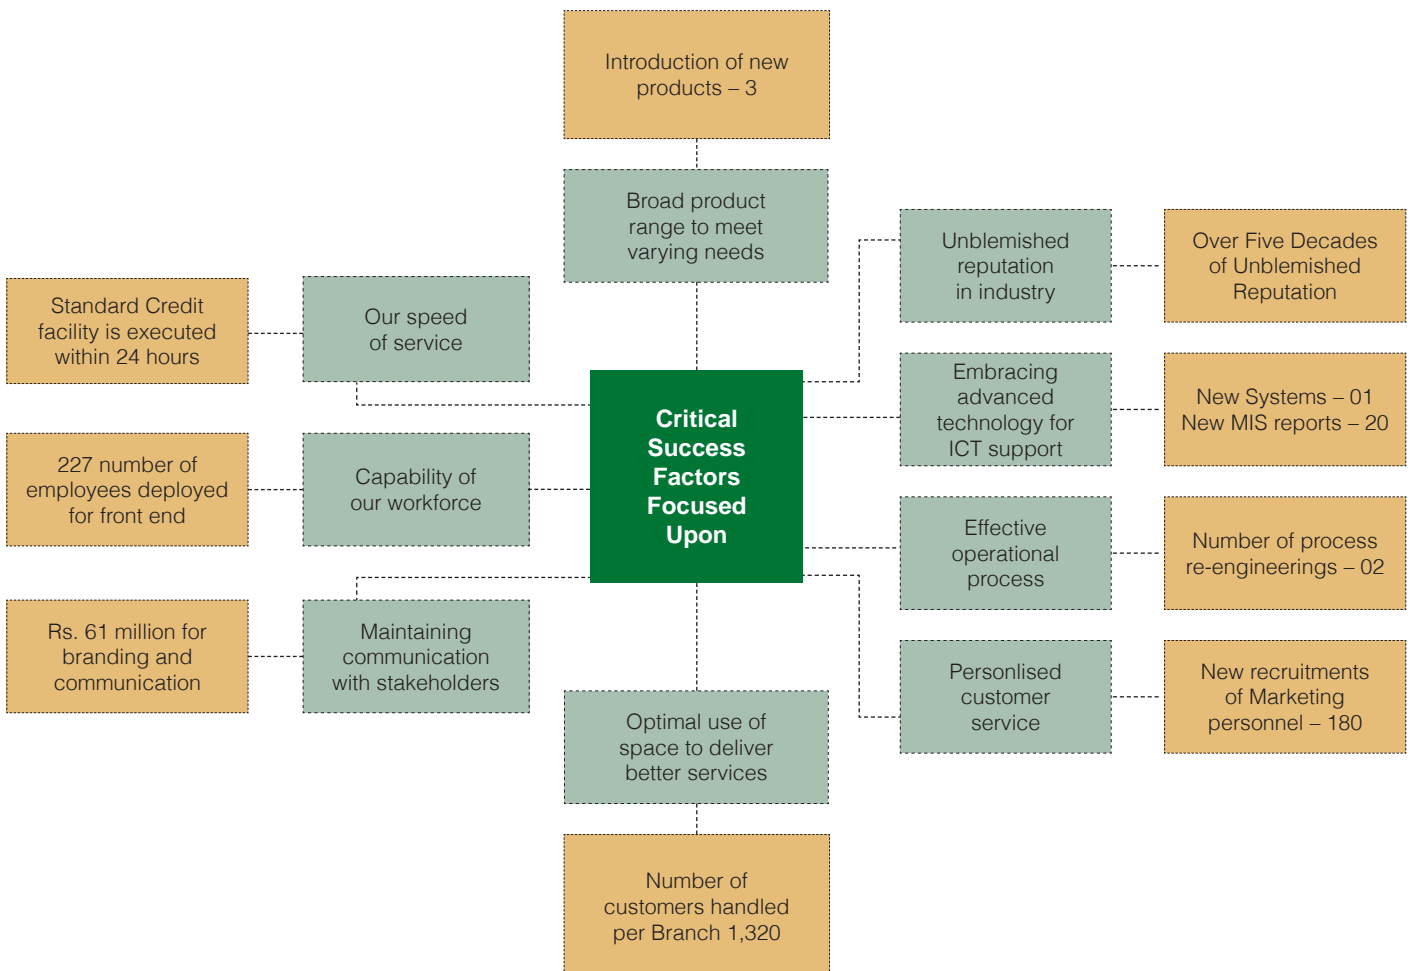 Introduction of new
products – 3
Broad product
range to meet
varying needs
Unblemished
reputation
in industry
Over Five Decades
of Unblemished
Reputation
Standard Credit
facility is executed
within 24 hours
Our speed
of service
Embracing
advanced
technology for
ICT support
New Systems – 01
New MIS reports – 20
Critical
Success
Factors
Focused
Upon
227 number of
employees deployed
for front end
Capability of
our workforce
Effective
operational
process
Number of process
re-engineerings – 02
Rs. 61 million for
branding and
communication
Maintaining
communication
with stakeholders
Personlised
customer
service
New recruitments
of Marketing
personnel – 180
Optimal use of
space to deliver
better services
Number of
customers handled
per Branch 1,320